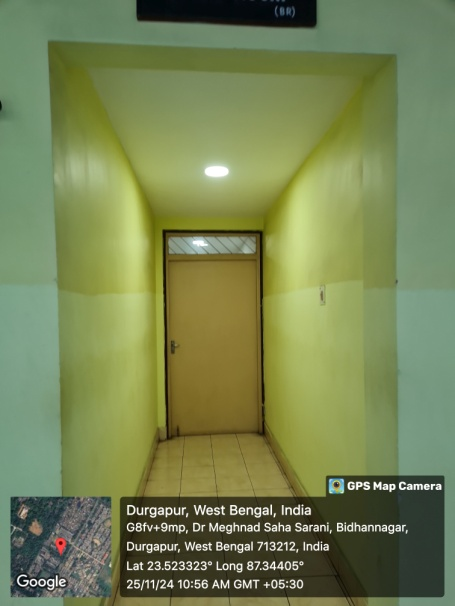 (BR)
GPS Map Camera
Durgapur, West Bengal, India
G8fv+9mp, Dr Meghnad Saha Sarani, Bidhannagar,
Durgapur, West Bengal 713212, India
Lat 23.523323° Long 87.34405°
25/11/24 10:56 AM GMT +05:30
Google